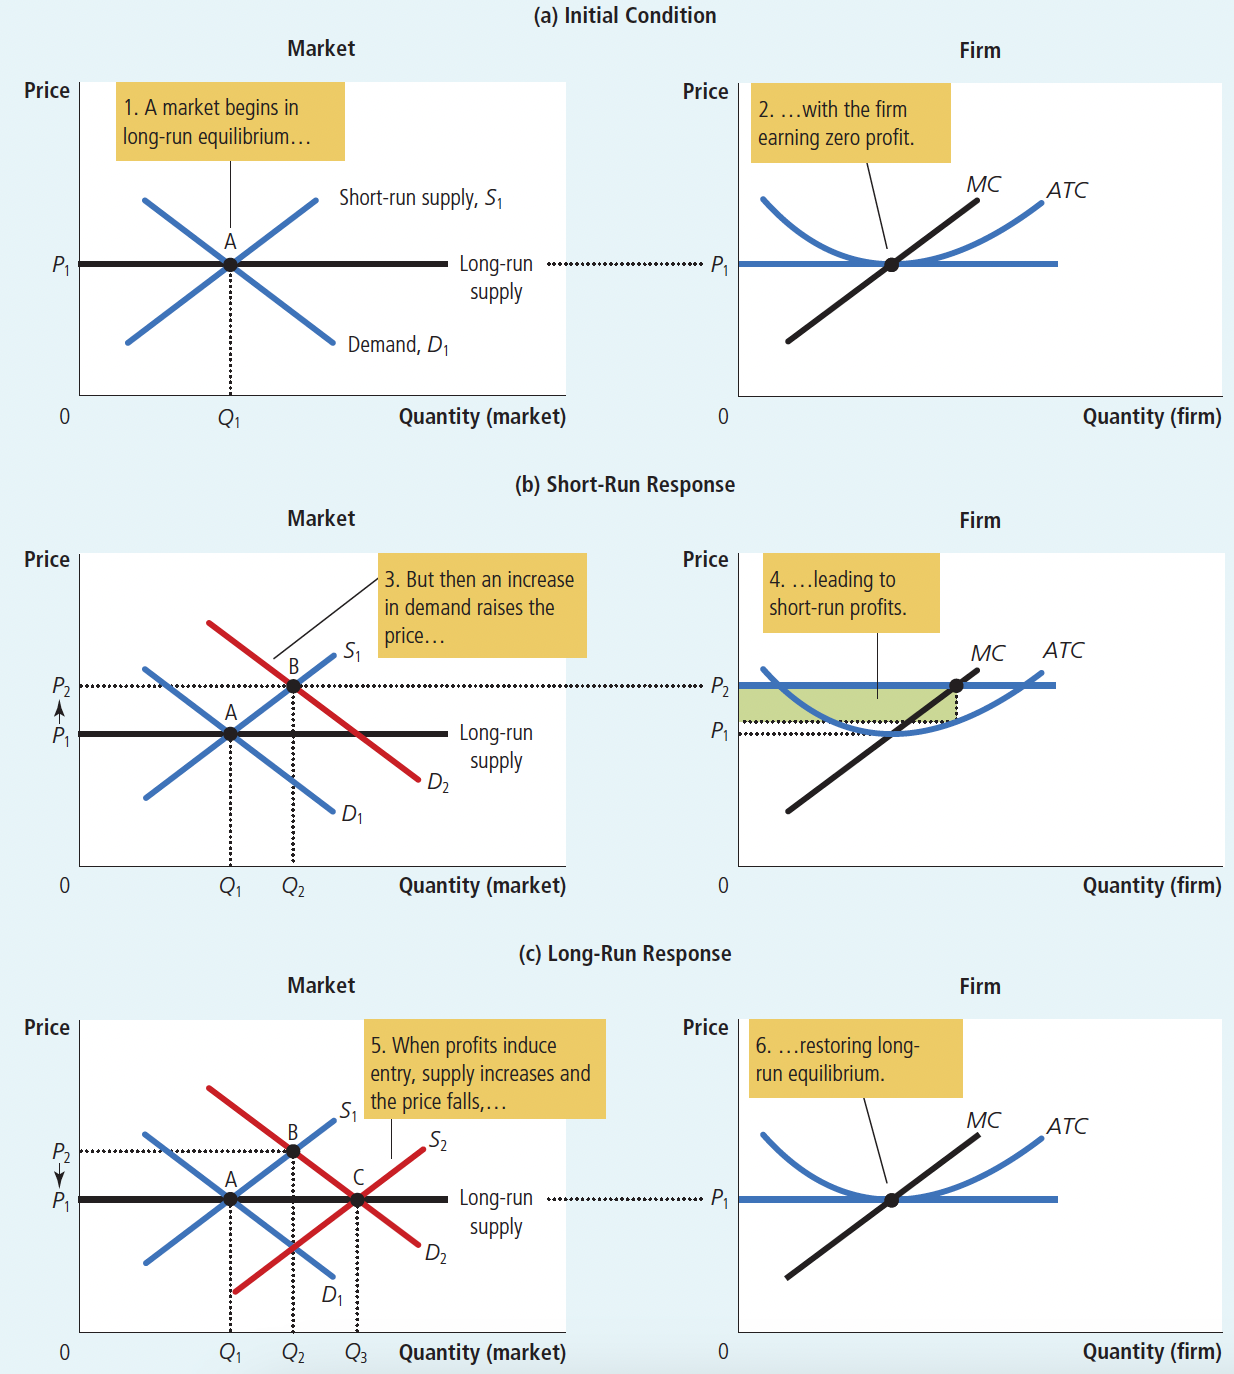 (a) Initial Condition
Market
Firm
Price
1. A market begins in
long-run equilibrium…
Short-run supply, S₁
A
P₁
Long-run
supply
Demand, D₁
0
Q₁
Quantity (market)
Price
2. …with the firm
earning zero profit.
MC
ATC
P₁
0
Quantity (firm)
(b) Short-Run Response
Market
Firm
Price
3. But then an increase
in demand raises the
price…
S₁
B
P₂
A
P₁
Long-run
supply
D₂
D₁
0
Q₁
Q₂
Quantity (market)
Price
4. …leading to
short-run profits.
MC
ATC
P₂
P₁
0
Quantity (firm)
(c) Long-Run Response
Market
Firm
Price
5. When profits induce
entry, supply increases and
the price falls,…
S₁
B
S₂
P₂
A
C
P₁
Long-run
supply
D₂
D₁
0
Q₁
Q₂
Q₃
Quantity (market)
Price
6. …restoring long-
run equilibrium.
MC
ATC
P₁
0
Quantity (firm)